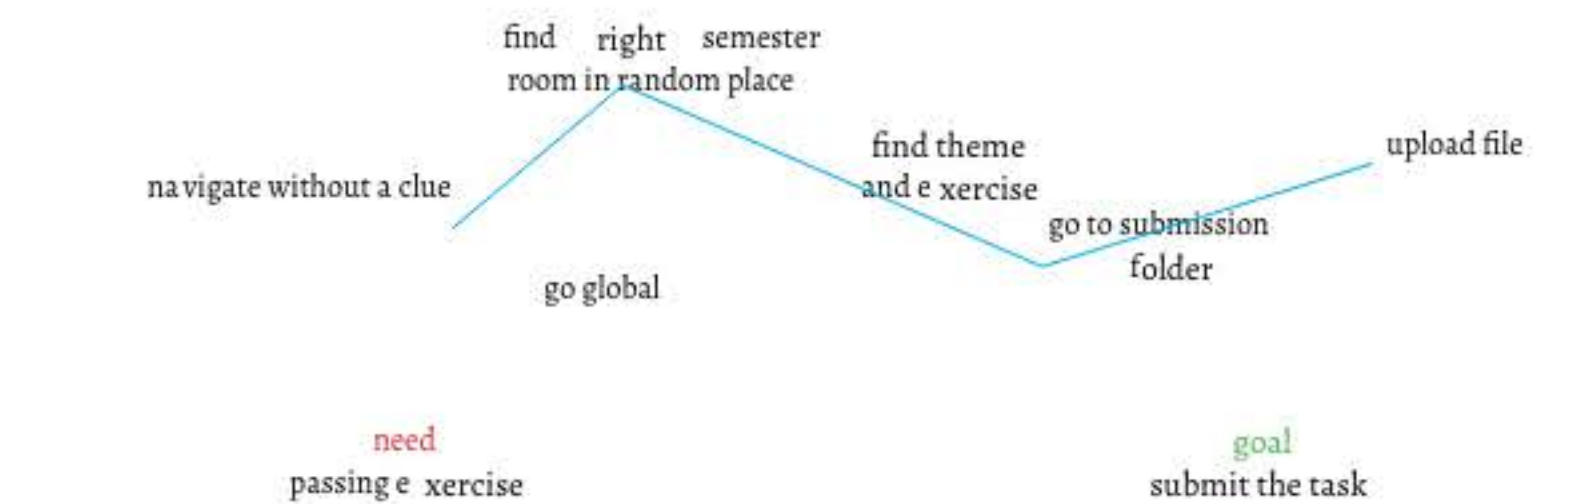 find right semester
room in random place
navigate without a clue
find theme
and exercise
upload file
go to submission
folder
go global
need
passing exercise
goal
submit the task